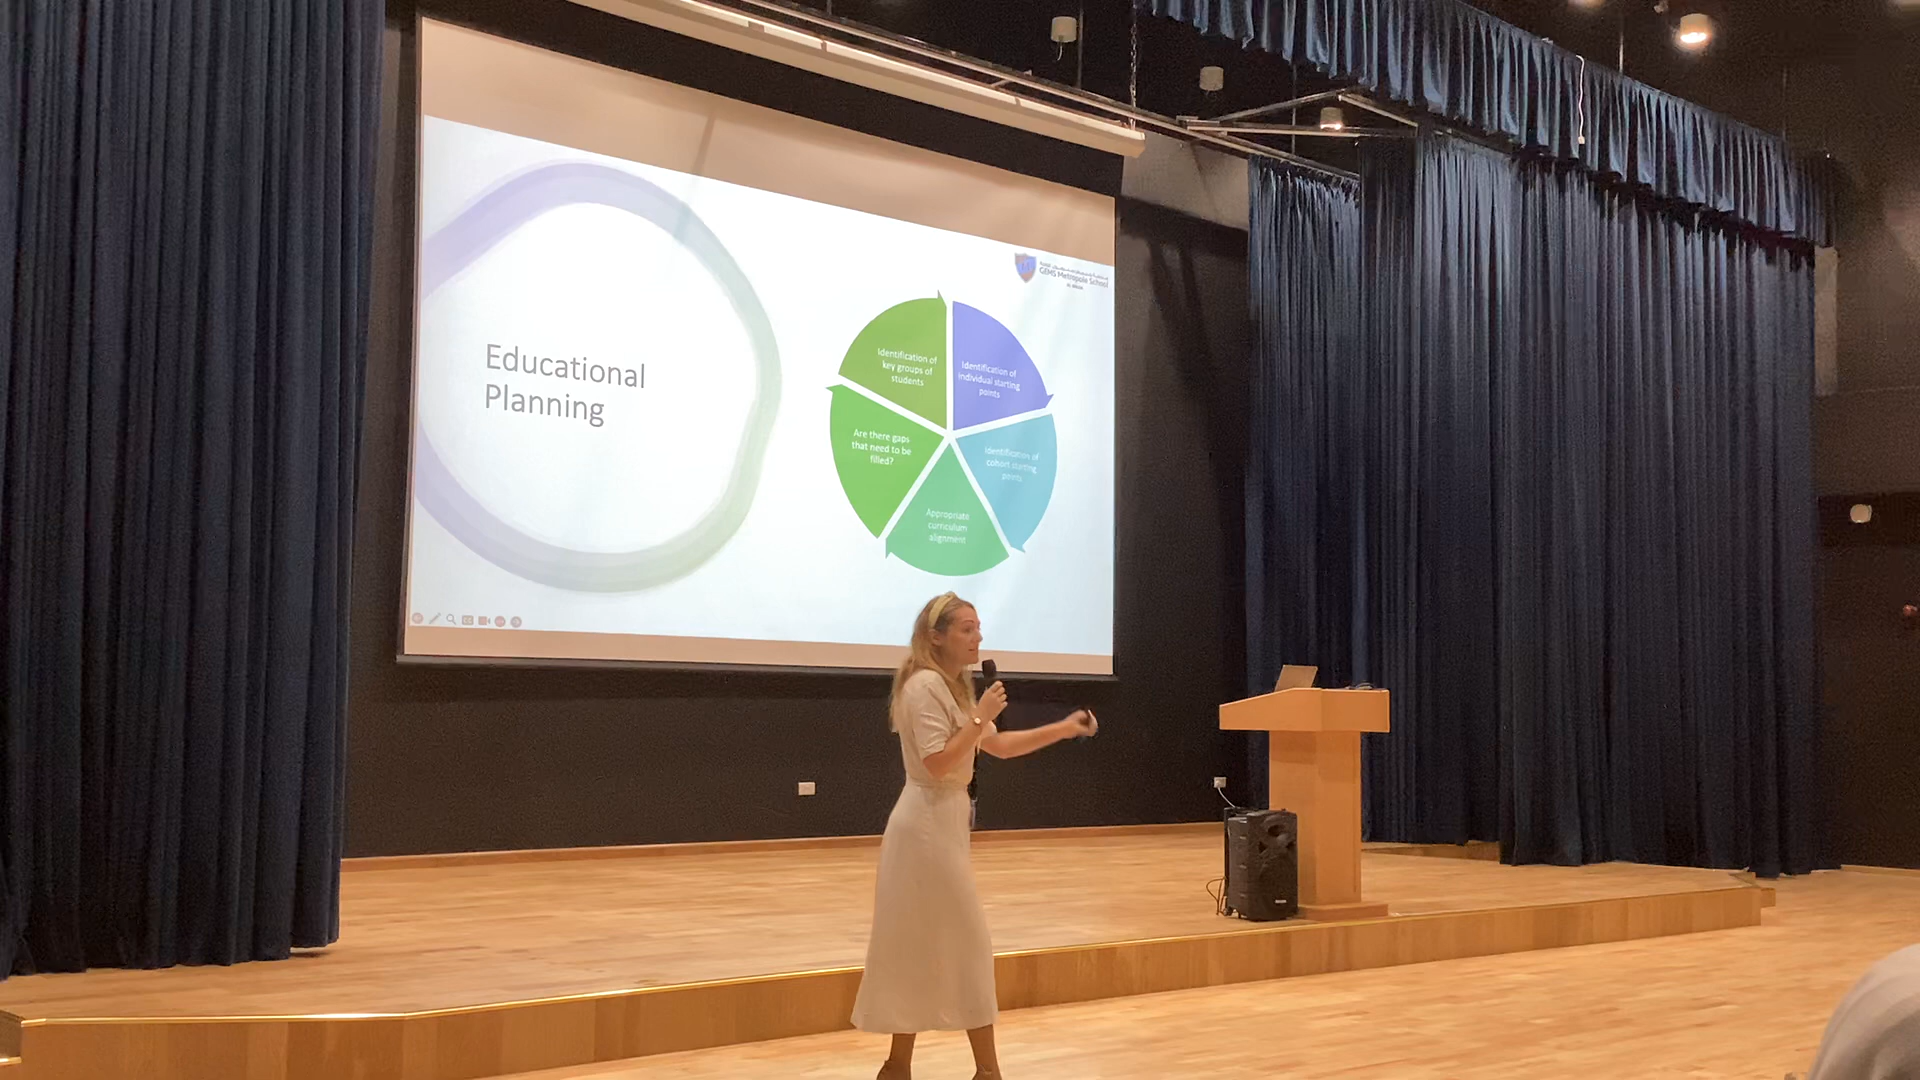 Educational
Planning
GEMS Metropole School
Identification of
key groups of
students
Identification of
individual starting
points
Identification of
cohort starting
points
Appropriate
curriculum
alignment
Are there gaps
that need to be
filled?